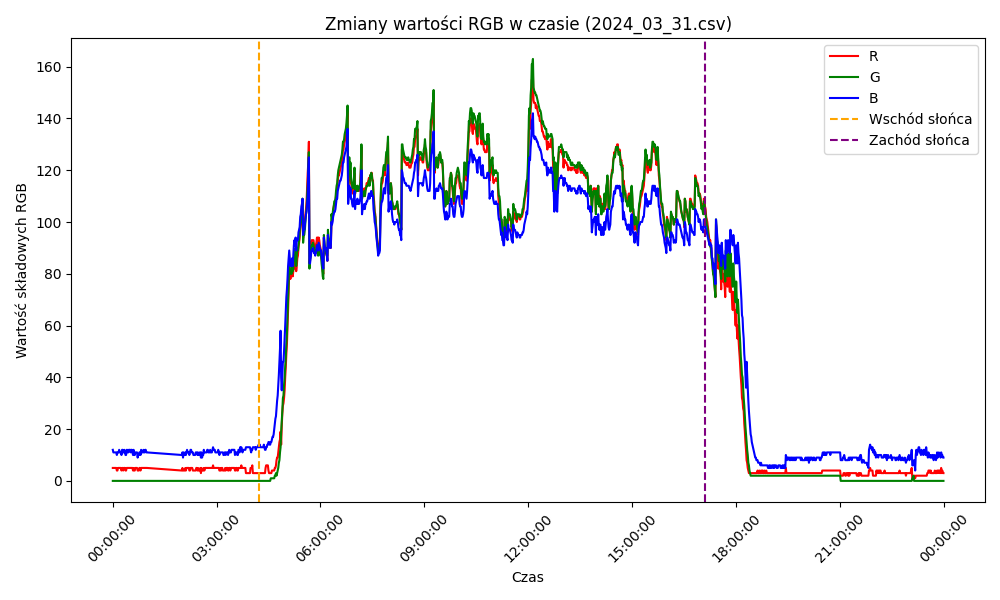 Zmiany wartości RGB w czasie (2024_03_31.csv)
Wartość składowych RGB
160
140
120
100
80
60
40
20
0
R
G
B
Wschód słońca
Zachód słońca
00:00:00
03:00:00
06:00:00
09:00:00
12:00:00
15:00:00
18:00:00
21:00:00
00:00:00
Czas